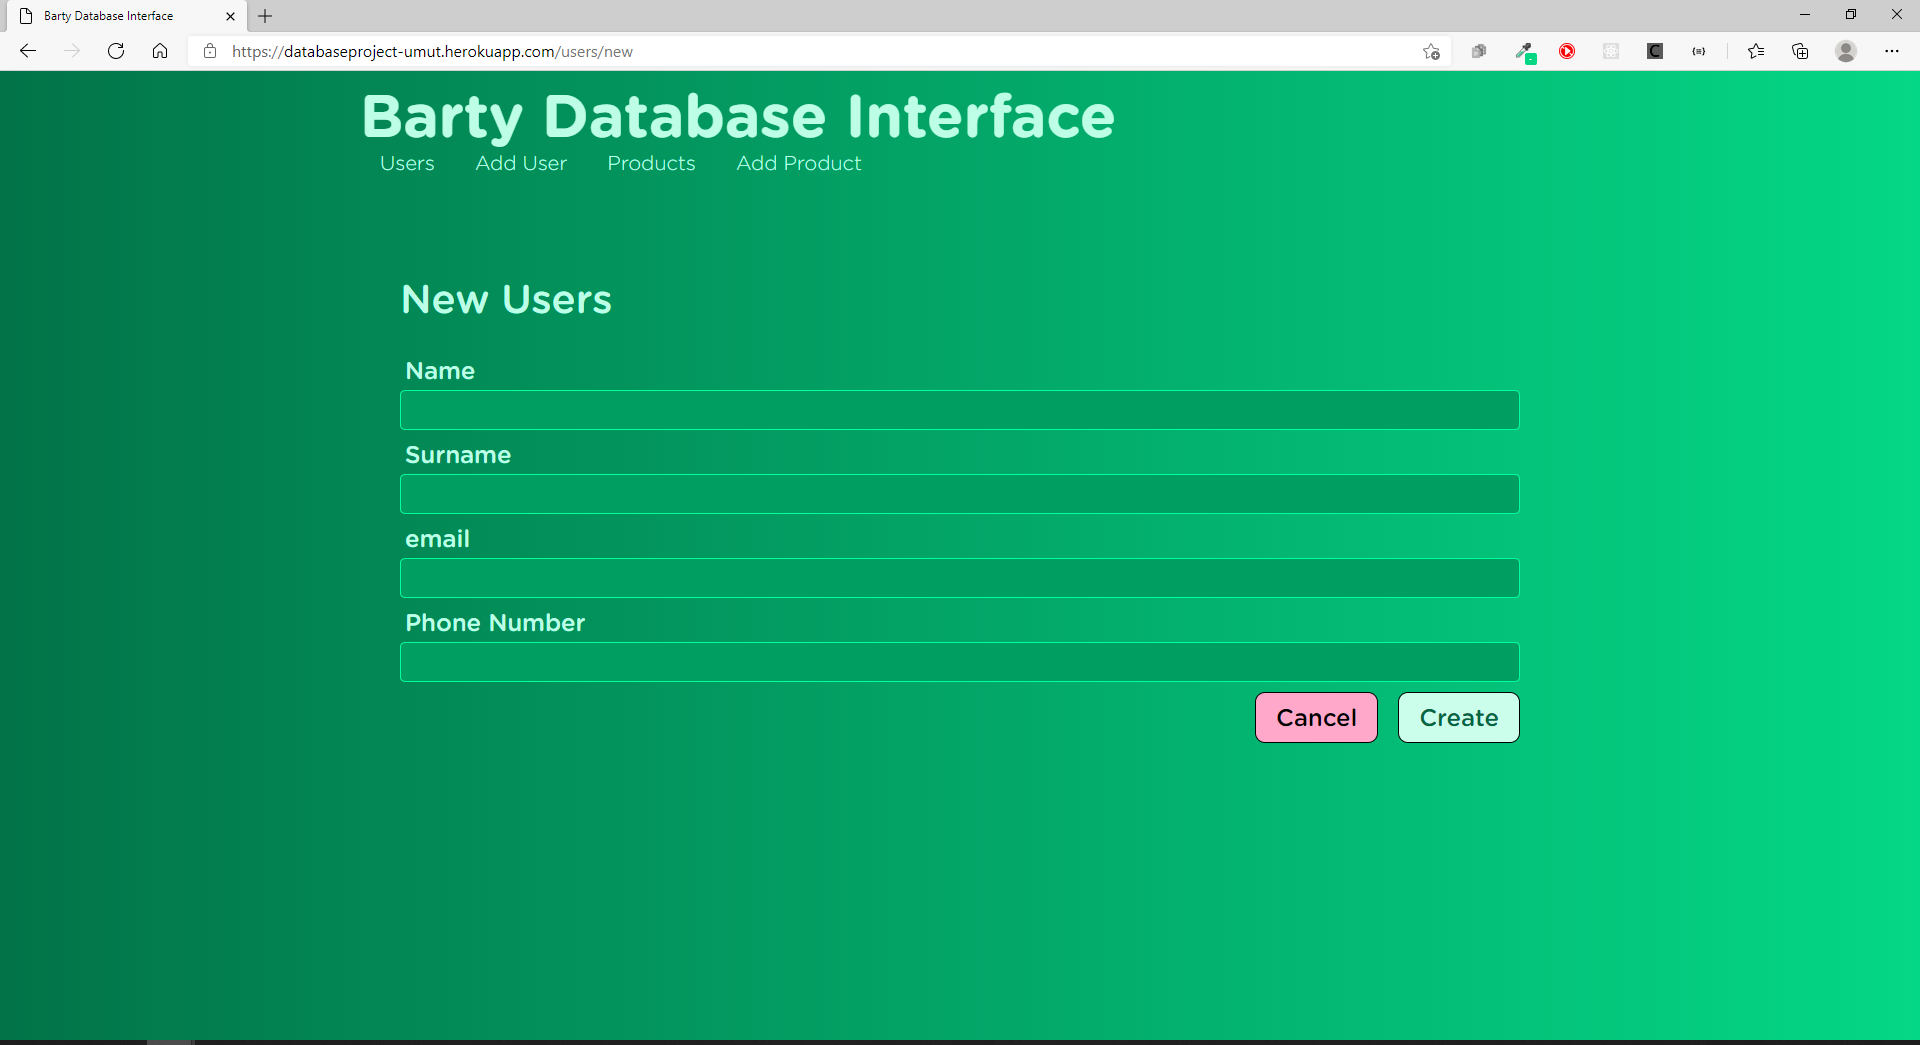 Barty Database Interface
https://databaseproject-umut.herokuapp.com/users/new
Barty Database Interface
Users Add User Products Add Product
New Users
Name
Surname
email
Phone Number
Cancel Create